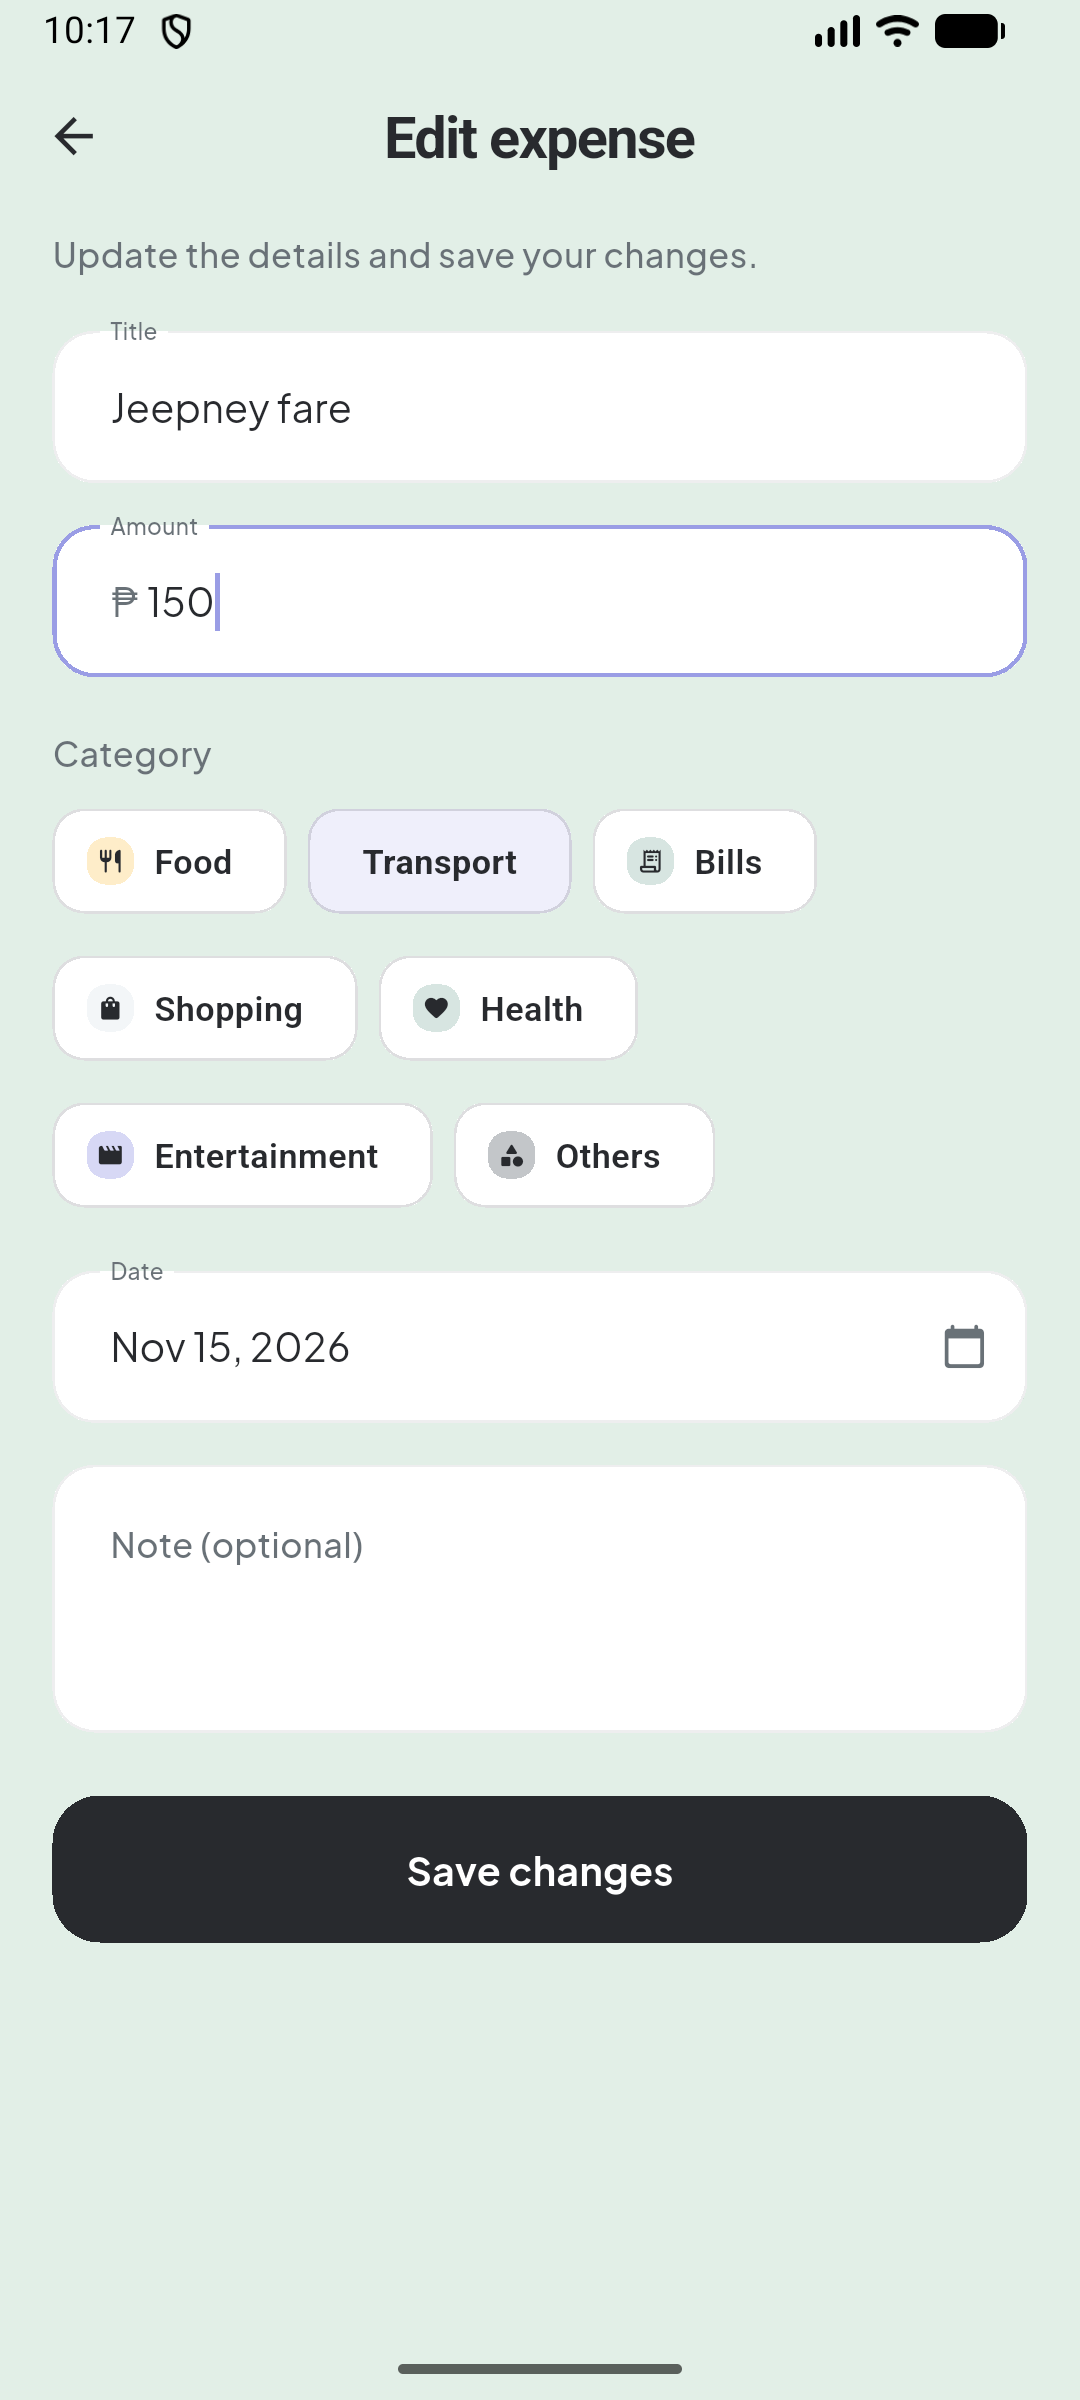 10:17
Edit expense
Update the details and save your changes.
Title
Jeepney fare
Amount
₱ 150
Category
Food Transport Bills
Shopping Health
Entertainment Others
Date
Nov 15, 2026
Note (optional)
Save changes